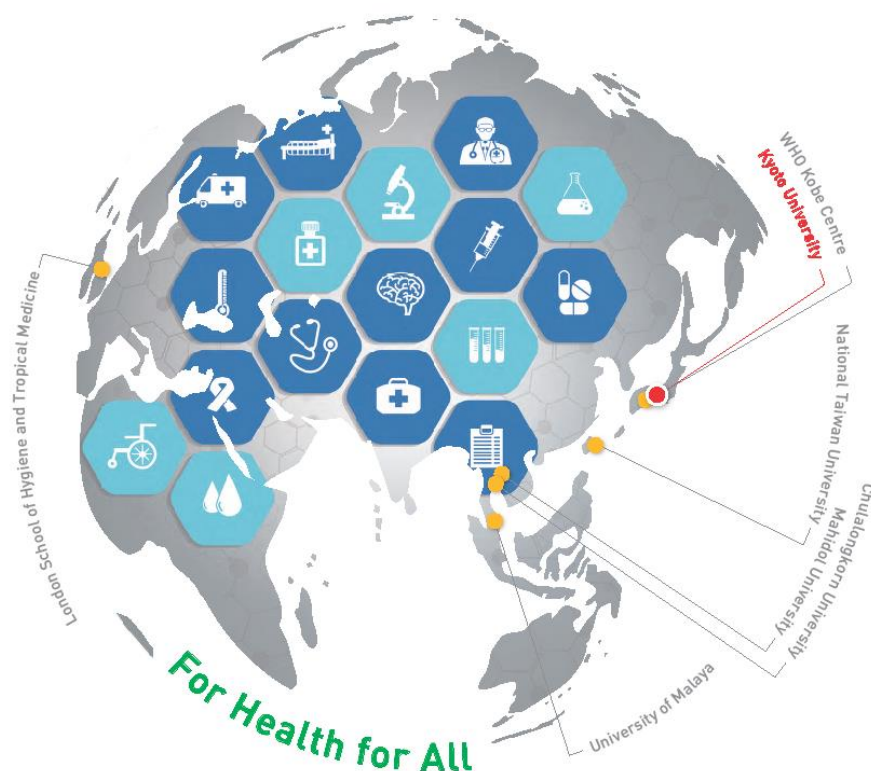 WHO Kobe Centre
Kyoto University
London School of Hygiene and Tropical Medicine
National Taiwan University
Chulalongkorn University
Mahidol University
University of Malaya
For Health for All